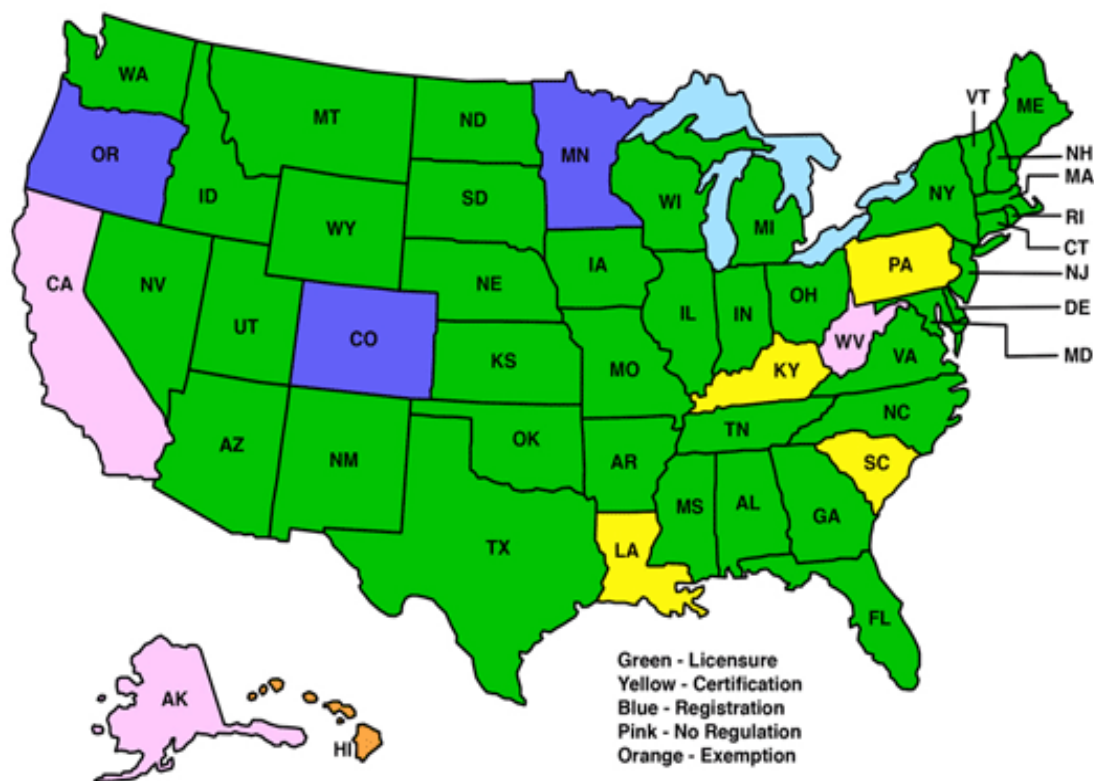 WA
MT
ND
MN
VT
ME
OR
ID
SD
WI
MI
NY
NH
MA
RI
CT
NJ
DE
MD
WY
IA
PA
CA
NV
UT
CO
NE
IL
IN
OH
WV
VA
KS
MO
KY
NC
AZ
NM
OK
AR
TN
SC
MS
AL
GA
TX
LA
FL
AK
HI
Green - Licensure
Yellow - Certification
Blue - Registration
Pink - No Regulation
Orange - Exemption